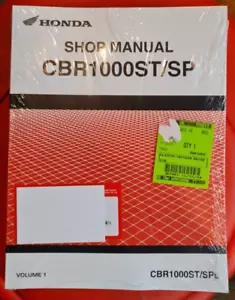 HONDA
SHOP MANUAL
CBR1000ST/SP
QTY 1
VOLUME 1
CBR1000ST/SP